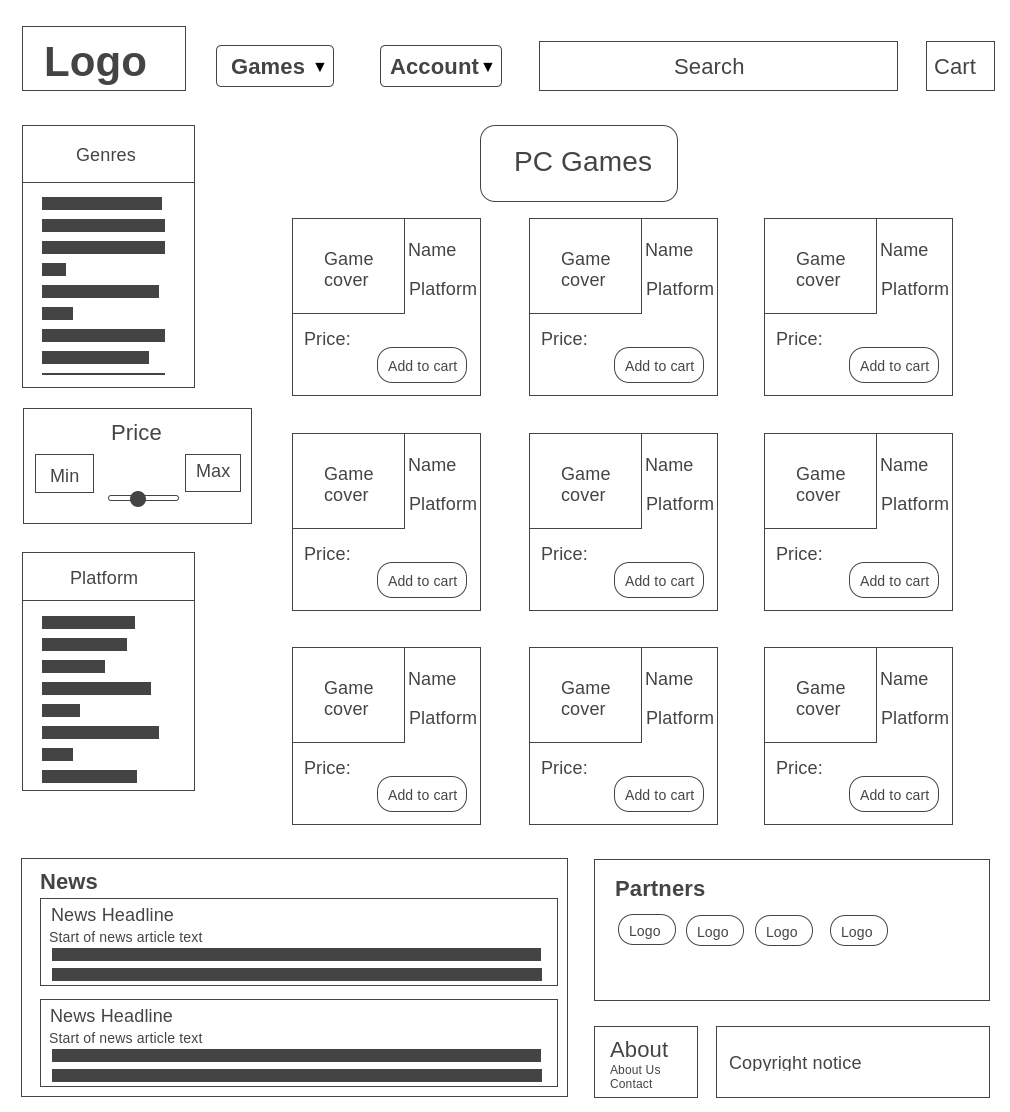 Logo
Games ▼
Account ▼
Search
Cart
Genres
Price
Min
Max
Platform
PC Games
Game
cover
Name
Platform
Price:
Add to cart
Game
cover
Name
Platform
Price:
Add to cart
Game
cover
Name
Platform
Price:
Add to cart
Game
cover
Name
Platform
Price:
Add to cart
Game
cover
Name
Platform
Price:
Add to cart
Game
cover
Name
Platform
Price:
Add to cart
Game
cover
Name
Platform
Price:
Add to cart
Game
cover
Name
Platform
Price:
Add to cart
Game
cover
Name
Platform
Price:
Add to cart
News
News Headline
Start of news article text
News Headline
Start of news article text
Partners
Logo
Logo
Logo
Logo
About
About Us
Contact
Copyright notice